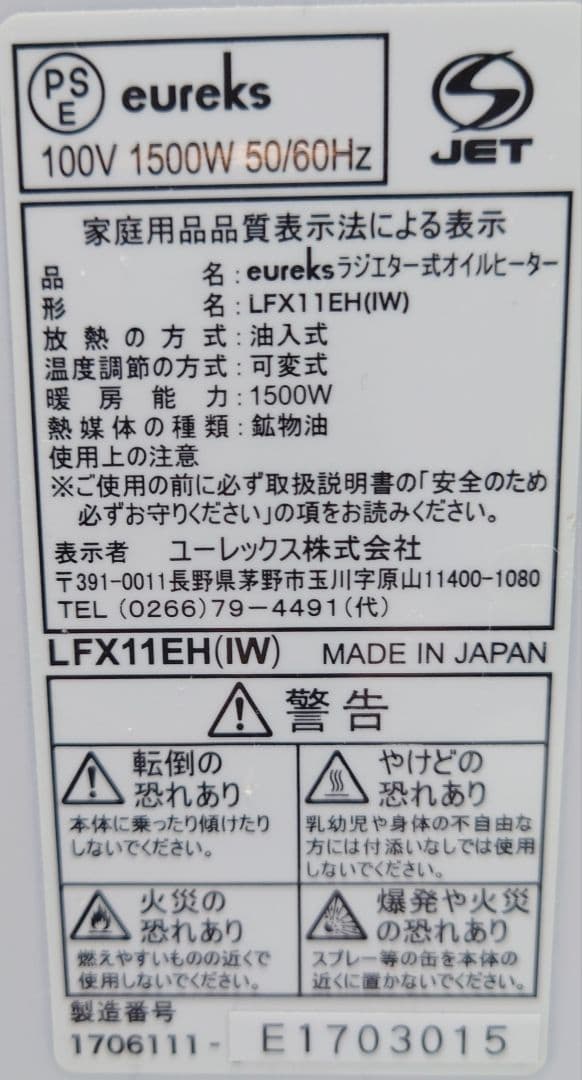 PS
E
eureks
100V 1500W 50/60Hz
JET
家庭用品品質表示法による表示
品名：eureksラジエター式オイルヒーター
形名：LFX11EH(IW)
放熱の方式：油入式
温度調節の方式：可変式
暖房能力：1500W
熱媒体の種類：鉱物油
使用上の注意
※ご使用の前に必ず取扱説明書の「安全のため
必ずお守りください」の項をお読みください。
表示者 ユーレックス株式会社
〒391-0011長野県茅野市玉川字原山11400-1080
TEL（0266）79－4491（代）
LFX11EH(IW) MADE IN JAPAN
警告
転倒の
恐れあり
本体に乗ったり傾けたり
しないでください。
やけどの
恐れあり
乳幼児や身体の不自由な
方には付添いなしでは使用
しないでください。
火災の
恐れあり
燃えやすいものの近くで
使用しないでください。
爆発や火災
の恐れあり
スプレー等の缶を本体の
近くに置かないでください。
製造番号
1706111- E1703015